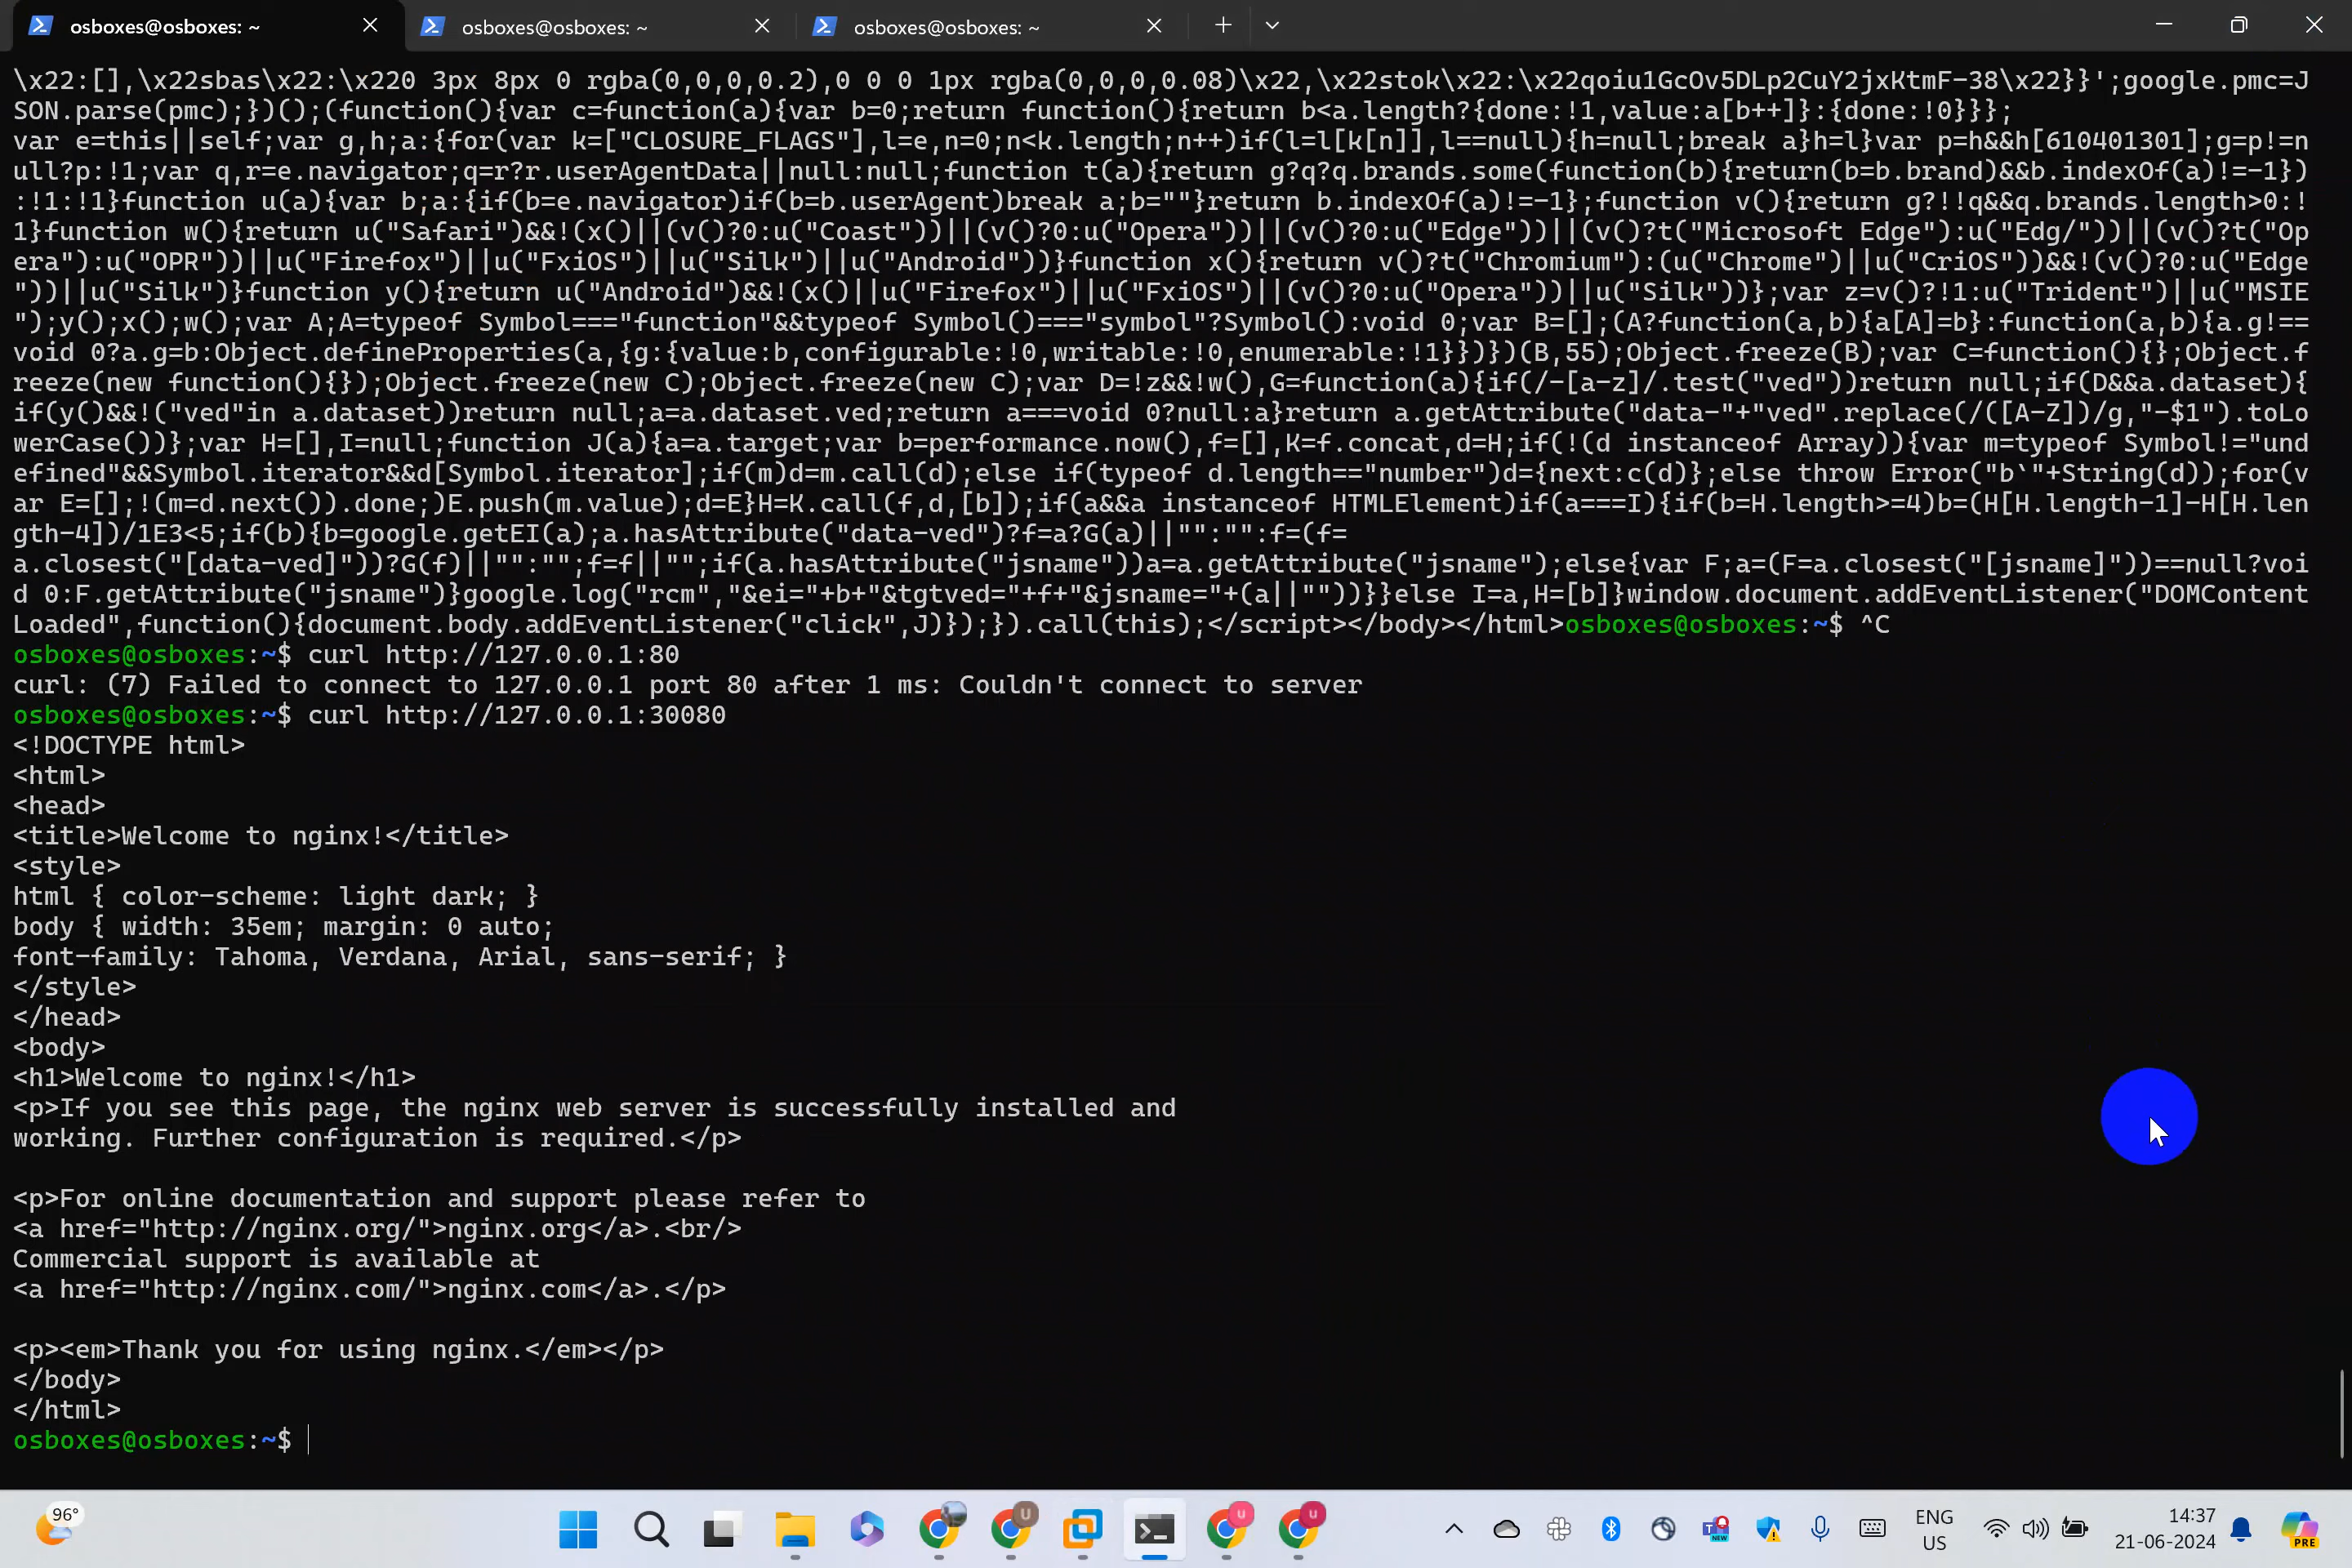 osboxes@osboxes: ~
osboxes@osboxes: ~
osboxes@osboxes: ~
\x22:[],\x22sbas\x22:\x220 3px 8px 0 rgba(0,0,0,0.2),0 0 0 1px rgba(0,0,0,0.08)\x22,\x22stok\x22:\x22qoiu1GcOv5DLp2CuY2jxKtmF-38\x22}}';google.pmc=J
SON.parse(pmc);})();(function(){var c=function(a){var b=0;return function(){return b<a.length?{done:!1,value:a[b++]}:{done:!0}}};
var e=this||self;var g,h;a:{for(var k=["CLOSURE_FLAGS"],l=e,n=0;n<k.length;n++)if(l=l[k[n]],l==null){h=null;break a}h=l}var p=h&&h[610401301];g=p!=n
ull?p:!1;var q,r=e.navigator;q=r?r.userAgentData||null:null;function t(a){return g?q?q.brands.some(function(b){return(b=b.brand)&&b.indexOf(a)!=-1})
:!1:!1}function u(a){var b;a:{if(b=e.navigator)if(b=b.userAgent)break a;b=""}return b.indexOf(a)!=-1};function v(){return g?!!q&&q.brands.length>0:!
1}function w(){return u("Safari")&&!(x()||(v()?0:u("Coast"))||(v()?0:u("Opera"))||(v()?0:u("Edge"))||(v()?t("Microsoft Edge"):u("Edg/"))||(v()?t("Op
era"):u("OPR"))||u("Firefox")||u("FxiOS")||u("Silk")||u("Android"))}function x(){return v()?t("Chromium"):(u("Chrome")||u("CriOS"))&&!(v()?0:u("Edge
"))||u("Silk")}function y(){return u("Android")&&!(x()||u("Firefox")||u("FxiOS")||(v()?0:u("Opera"))||u("Silk"))};var z=v()?!1:u("Trident")||u("MSIE
");y();x();w();var A;A=typeof Symbol==="function"&&typeof Symbol()==="symbol"?Symbol():void 0;var B=[];(A?function(a,b){a[A]=b}:function(a,b){a.g!==
void 0?a.g=b:Object.defineProperties(a,{g:{value:b,configurable:!0,writable:!0,enumerable:!1}})})(B,55);Object.freeze(B);var C=function(){};Object.f
reeze(new function(){});Object.freeze(new C);Object.freeze(new C);var D=!z&&!w(),G=function(a){if(/-[a-z]/.test("ved"))return null;if(D&&a.dataset){
if(y()&&!("ved"in a.dataset))return null;a=a.dataset.ved;return a===void 0?null:a}return a.getAttribute("data-"+"ved".replace(/([A-Z])/g,"-$1").toLo
werCase())};var H=[],I=null;function J(a){a=a.target;var b=performance.now(),f=[],K=f.concat,d=H;if(!(d instanceof Array)){var m=typeof Symbol!="und
efined"&&Symbol.iterator&&d[Symbol.iterator];if(m)d=m.call(d);else if(typeof d.length=="number")d={next:c(d)};else throw Error("b`"+String(d));for(v
ar E=[];!(m=d.next()).done;)E.push(m.value);d=E}H=K.call(f,d,[b]);if(a&&a instanceof HTMLElement)if(a===I){if(b=H.length>=4)b=(H[H.length-1]-H[H.len
gth-4])/1E3<5;if(b){b=google.getEI(a);a.hasAttribute("data-ved")?f=a?G(a)||"":"":f=(f=
a.closest("[data-ved]"))?G(f)||"":"";f=f||"";if(a.hasAttribute("jsname"))a=a.getAttribute("jsname");else{var F;a=(F=a.closest("[jsname]"))==null?voi
d 0:F.getAttribute("jsname")}google.log("rcm","&ei="+b+"&tgtved="+f+"&jsname="+(a||""))}}else I=a,H=[b]}window.document.addEventListener("DOMContent
Loaded",function(){document.body.addEventListener("click",J)});}).call(this);</script></body></html>osboxes@osboxes:~$ ^C
osboxes@osboxes:~$ curl http://127.0.0.1:80
curl: (7) Failed to connect to 127.0.0.1 port 80 after 1 ms: Couldn't connect to server
osboxes@osboxes:~$ curl http://127.0.0.1:30080
<!DOCTYPE html>
<html>
<head>
<title>Welcome to nginx!</title>
<style>
html { color-scheme: light dark; }
body { width: 35em; margin: 0 auto;
font-family: Tahoma, Verdana, Arial, sans-serif; }
</style>
</head>
<body>
<h1>Welcome to nginx!</h1>
<p>If you see this page, the nginx web server is successfully installed and
working. Further configuration is required.</p>
<p>For online documentation and support please refer to
<a href="http://nginx.org/">nginx.org</a>.<br/>
Commercial support is available at
<a href="http://nginx.com/">nginx.com</a>.</p>
<p><em>Thank you for using nginx.</em></p>
</body>
</html>
osboxes@osboxes:~$
96°
U
u
u
NEW
ENG
US
14:37
21-06-2024
PRE